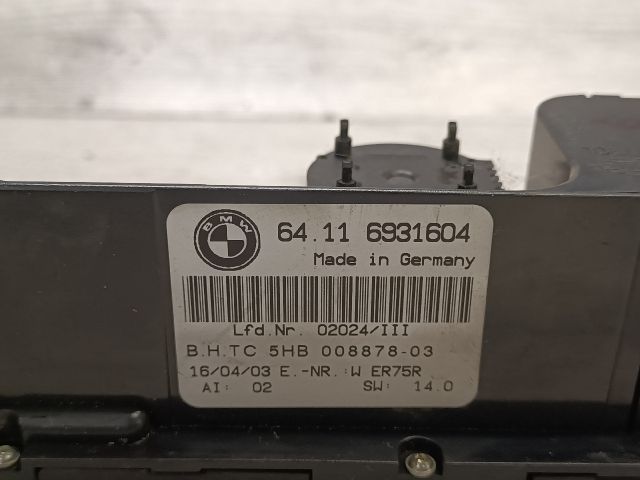 BMW
64.11 6931604
Made in Germany
Lfd.Nr. 02024/III
B.H.TC 5HB 008878-03
16/04/03 E.-NR.:W ER75R
AI: 02 SW: 14.0